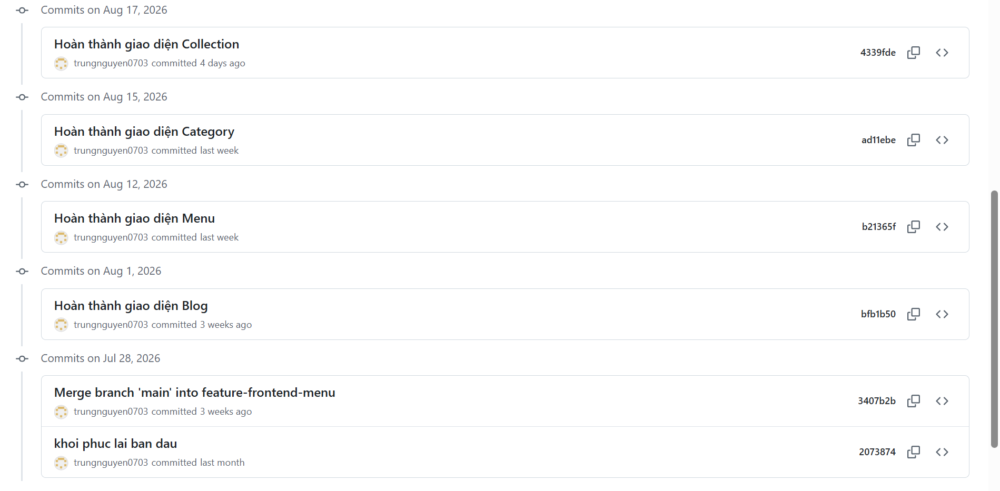 Commits on Aug 17, 2026
Hoàn thành giao diện Collection
4339fde
trungnguyen0703 committed 4 days ago
Commits on Aug 15, 2026
Hoàn thành giao diện Category
ad11ebe
trungnguyen0703 committed last week
Commits on Aug 12, 2026
Hoàn thành giao diện Menu
b21365f
trungnguyen0703 committed last week
Commits on Aug 1, 2026
Hoàn thành giao diện Blog
bfb1b50
trungnguyen0703 committed 3 weeks ago
Commits on Jul 28, 2026
Merge branch 'main' into feature-frontend-menu
3407b2b
trungnguyen0703 committed 3 weeks ago
khoi phuc lai ban dau
2073874
trungnguyen0703 committed last month